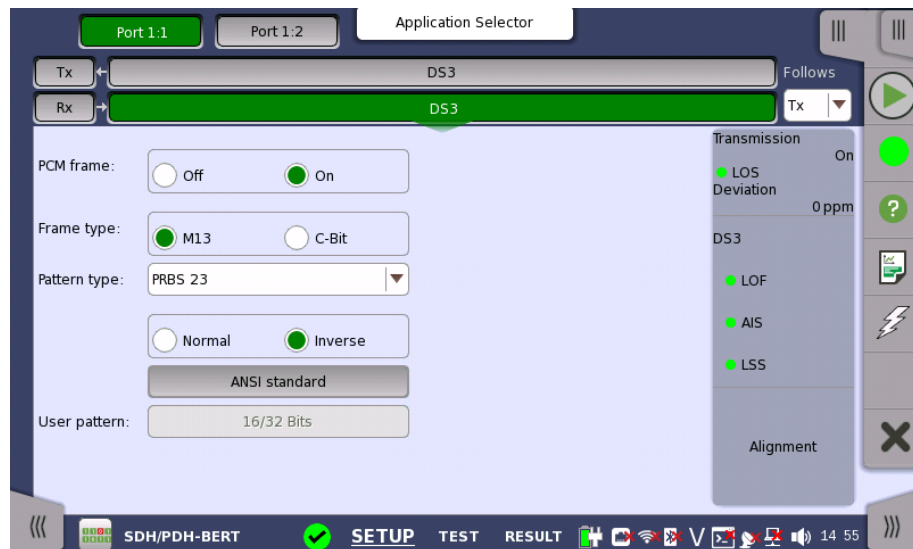 Application Selector
Port 1:1
Port 1:2
Tx
DS3
Follows
Rx
DS3
Tx
PCM frame:
Off
On
Frame type:
M13
C-Bit
Pattern type:
PRBS 23
Normal
Inverse
ANSI standard
User pattern:
16/32 Bits
Transmission
On
LOS
Deviation
0 ppm
DS3
LOF
AIS
LSS
Alignment
SDH/PDH-BERT
SETUP
TEST
RESULT
V
14 55